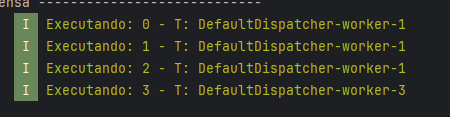 ensa ----------------------------
I Executando: 0 - T: DefaultDispatcher-worker-1
I Executando: 1 - T: DefaultDispatcher-worker-1
I Executando: 2 - T: DefaultDispatcher-worker-1
I Executando: 3 - T: DefaultDispatcher-worker-3